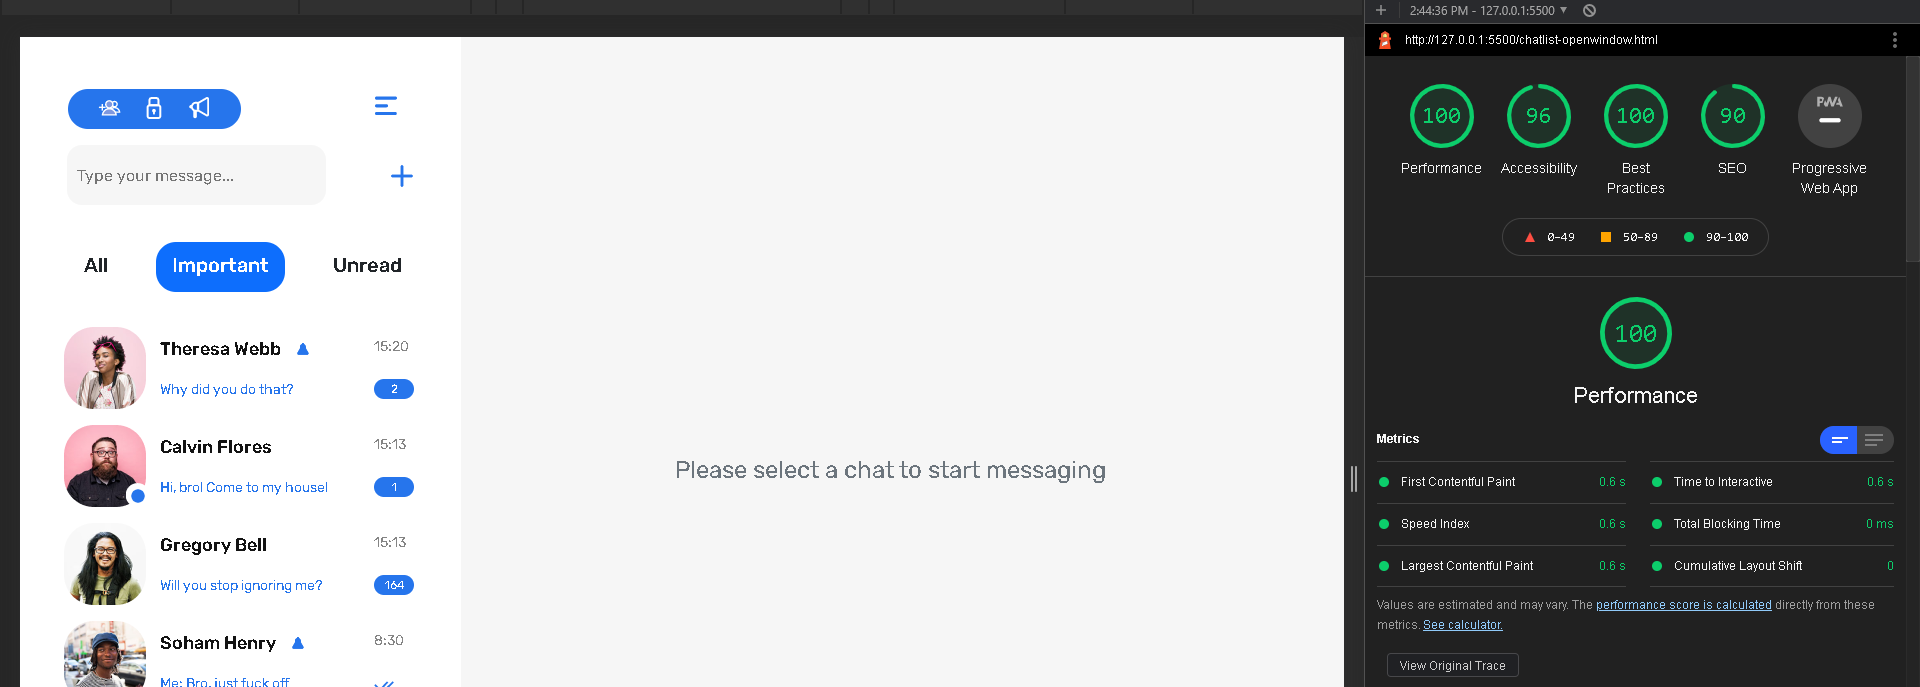 Type your message...
All
Important
Unread
Theresa Webb
15:20
Why did you do that?
2
Calvin Flores
15:13
Hi, bro! Come to my house!
1
Gregory Bell
15:13
Will you stop ignoring me?
164
Soham Henry
8:30
Me: Bro, just fuck off
Please select a chat to start messaging
2:44:36 PM - 127.0.0.1:5500
http://127.0.0.1:5500/chatlist-openwindow.html
100
Performance
96
Accessibility
100
Best
Practices
90
SEO
PWA
Progressive
Web App
0-49
50-89
90-100
100
Performance
Metrics
First Contentful Paint
0.6 s
Time to Interactive
0.6 s
Speed Index
0.6 s
Total Blocking Time
0 ms
Largest Contentful Paint
0.6 s
Cumulative Layout Shift
0
Values are estimated and may vary. The performance score is calculated directly from these
metrics. See calculator.
View Original Trace